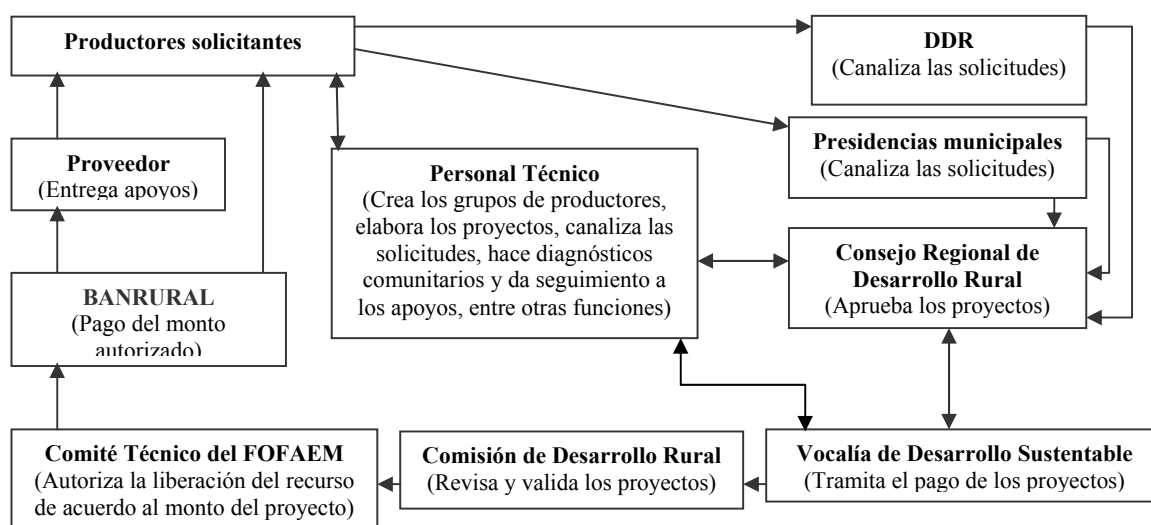 Productores solicitantes
DDR
(Canaliza las solicitudes)
Presidencias municipales
(Canaliza las solicitudes)
Proveedor
(Entrega apoyos)
Personal Técnico
(Crea los grupos de productores,
elabora los proyectos, canaliza las
solicitudes, hace diagnósticos
comunitarios y da seguimiento a
los apoyos, entre otras funciones)
Consejo Regional de
Desarrollo Rural
(Aprueba los proyectos)
BANRURAL
(Pago del monto
autorizado)
Comité Técnico del FOFAEM
(Autoriza la liberación del recurso
de acuerdo al monto del proyecto)
Comisión de Desarrollo Rural
(Revisa y valida los proyectos)
Vocalía de Desarrollo Sustentable
(Tramita el pago de los proyectos)